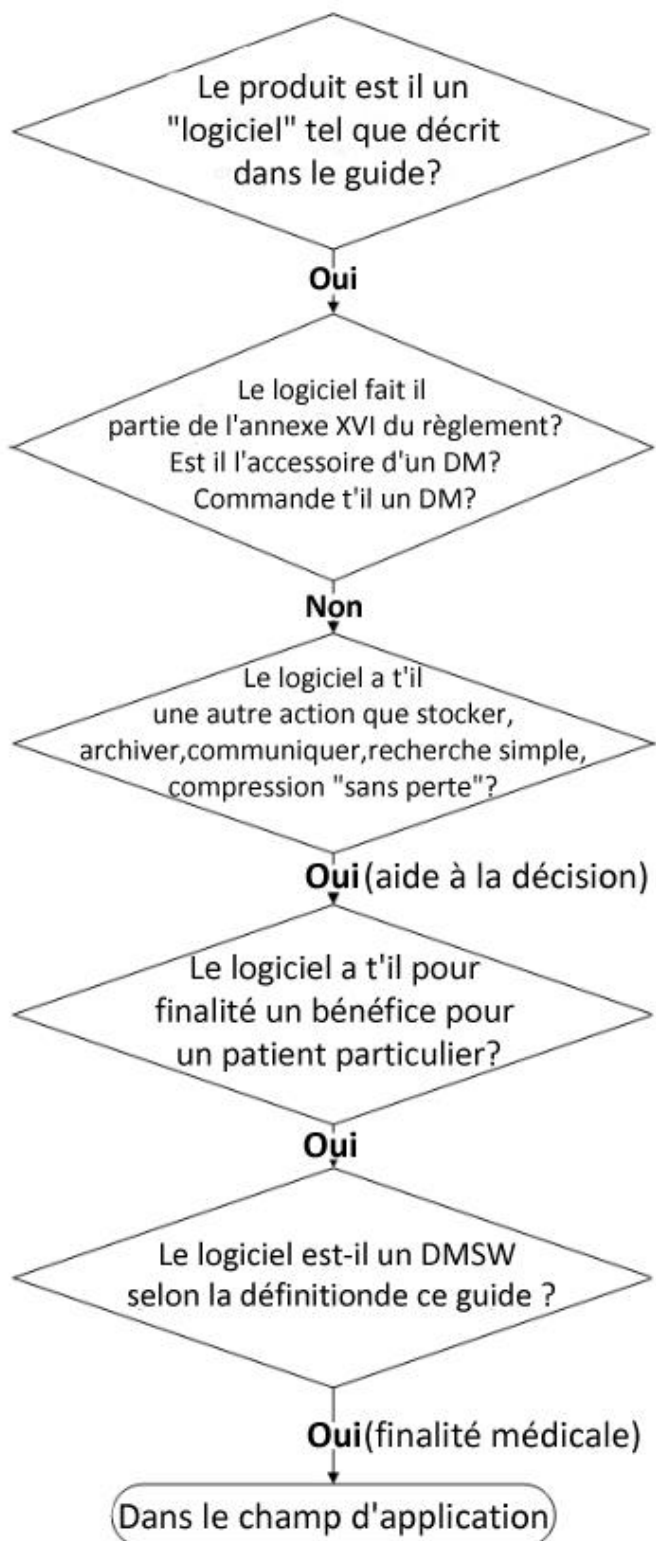 Le produit est il un
"logiciel" tel que décrit
dans le guide?
Oui
Le logiciel fait il
partie de l'annexe XVI du règlement?
Est il l'accessoire d'un DM?
Commande t'il un DM?
Non
Le logiciel a t'il
une autre action que stocker,
archiver,communiquer,recherche simple,
compression "sans perte"?
Oui(aide à la décision)
Le logiciel a t'il pour
finalité un bénéfice pour
un patient particulier?
Oui
Le logiciel est-il un DMSW
selon la définitionde ce guide ?
Oui(finalité médicale)
Dans le champ d'application